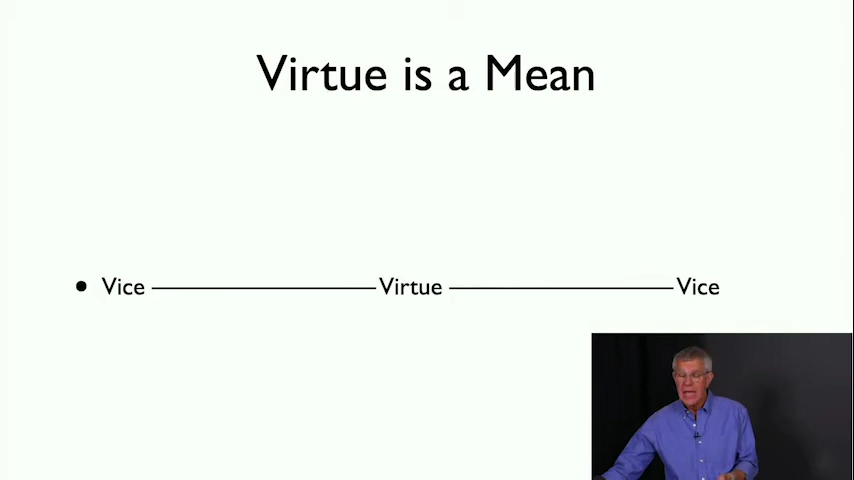 Virtue is a Mean
• Vice ————— Virtue ————— Vice